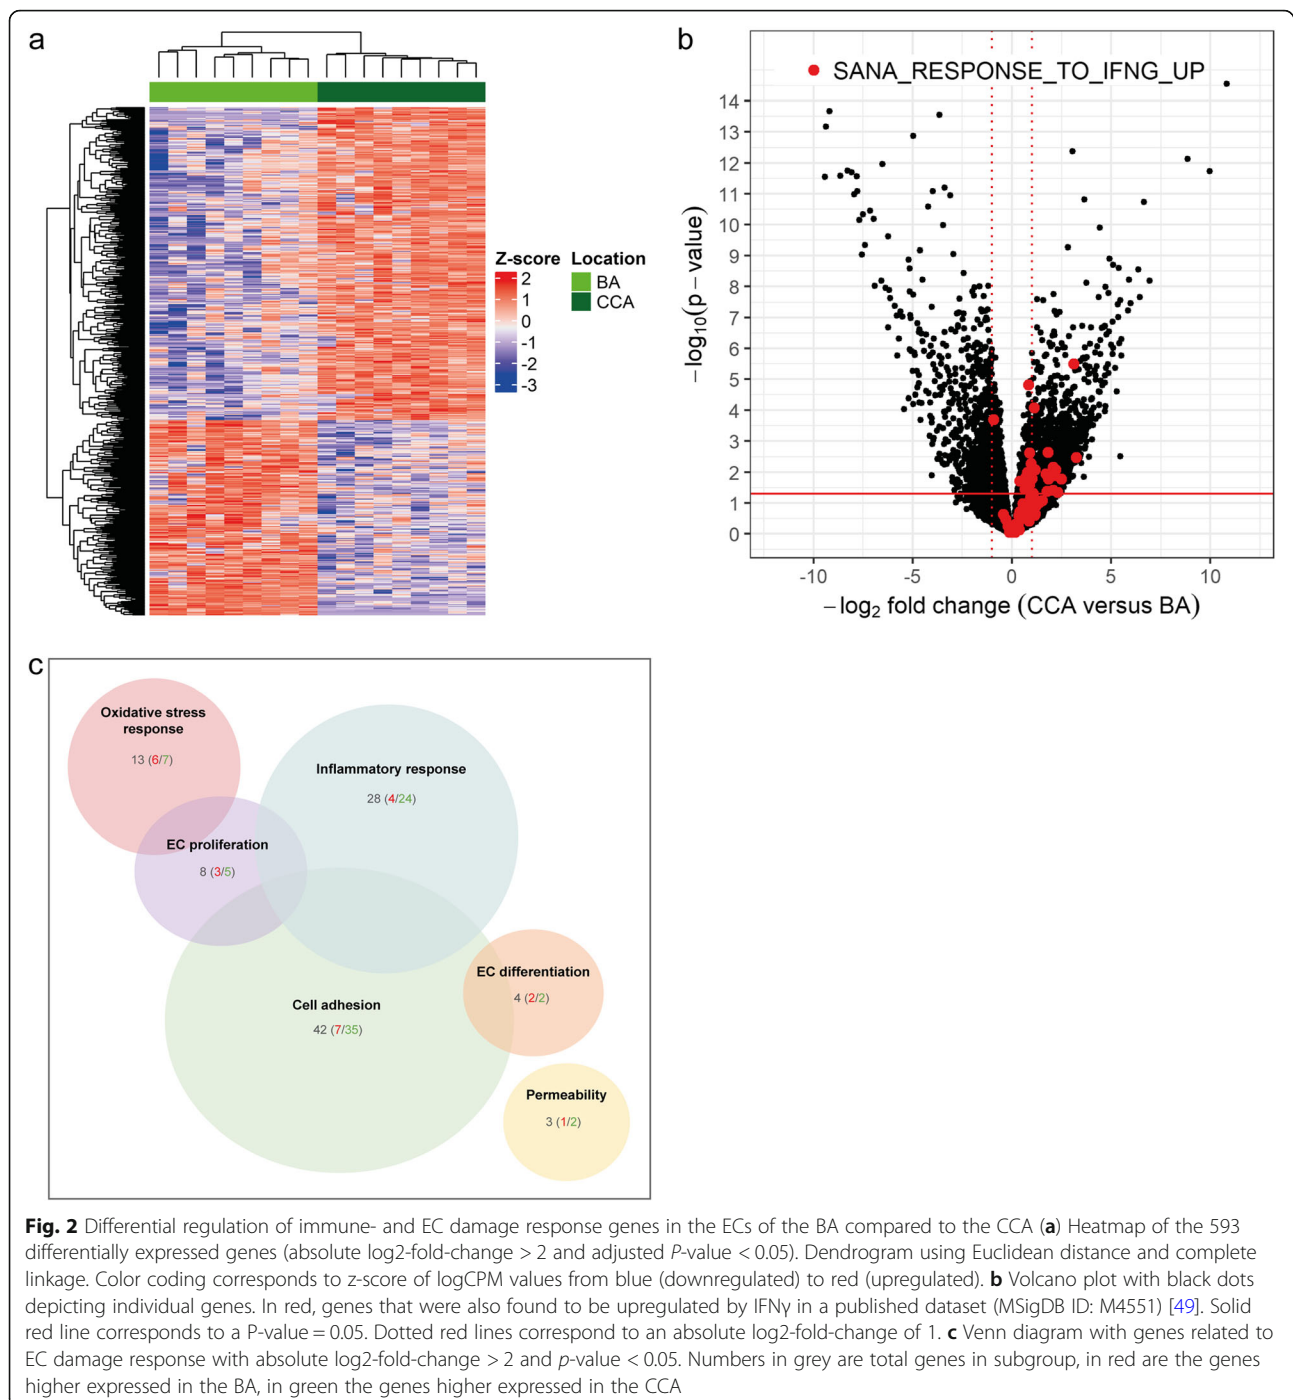 a
Z-score
2
1
0
-1
-2
-3
Location
BA
CCA
b
SANA_RESPONSE_TO_IFNG_UP
14
13
12
11
10
9
8
7
6
5
4
3
2
1
0
−log10(p−value)
-10
-5
0
5
10
−log2 fold change (CCA versus BA)
c
Oxidative stress
response
13 (6/7)
Inflammatory response
28 (4/24)
EC proliferation
8 (3/5)
EC differentiation
4 (2/2)
Cell adhesion
42 (7/35)
Permeability
3 (1/2)
Fig. 2 Differential regulation of immune- and EC damage response genes in the ECs of the BA compared to the CCA (a) Heatmap of the 593
differentially expressed genes (absolute log2-fold-change > 2 and adjusted P-value < 0.05). Dendrogram using Euclidean distance and complete
linkage. Color coding corresponds to z-score of logCPM values from blue (downregulated) to red (upregulated). b Volcano plot with black dots
depicting individual genes. In red, genes that were also found to be upregulated by IFNγ in a published dataset (MSigDB ID: M4551) [49]. Solid
red line corresponds to a P-value = 0.05. Dotted red lines correspond to an absolute log2-fold-change of 1. c Venn diagram with genes related to
EC damage response with absolute log2-fold-change > 2 and p-value < 0.05. Numbers in grey are total genes in subgroup, in red are the genes
higher expressed in the BA, in green the genes higher expressed in the CCA